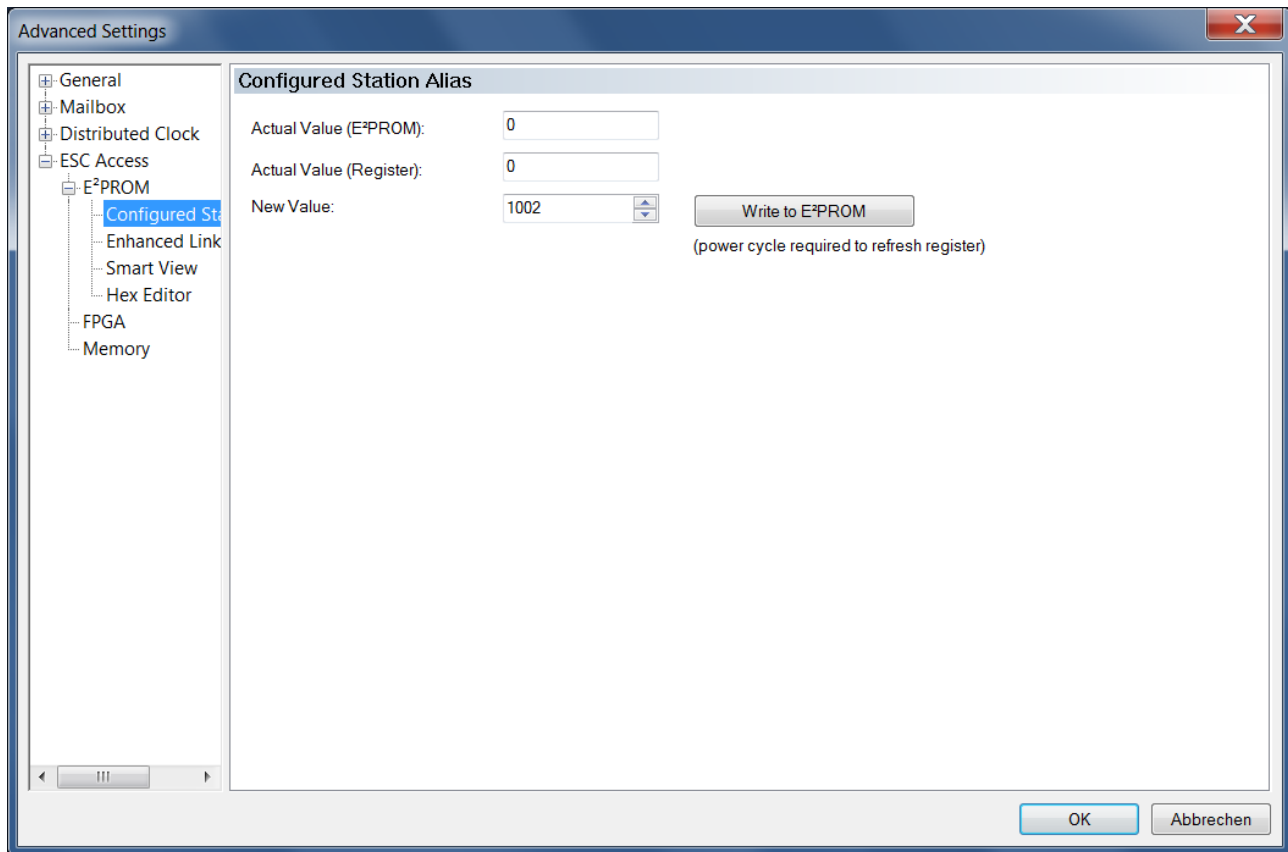 Advanced Settings
General
Mailbox
Distributed Clock
ESC Access
E²PROM
Configured Sta
Enhanced Link
Smart View
Hex Editor
FPGA
Memory
Configured Station Alias
Actual Value (E²PROM): 0
Actual Value (Register): 0
New Value: 1002 Write to E²PROM
(power cycle required to refresh register)
OK Abbrechen